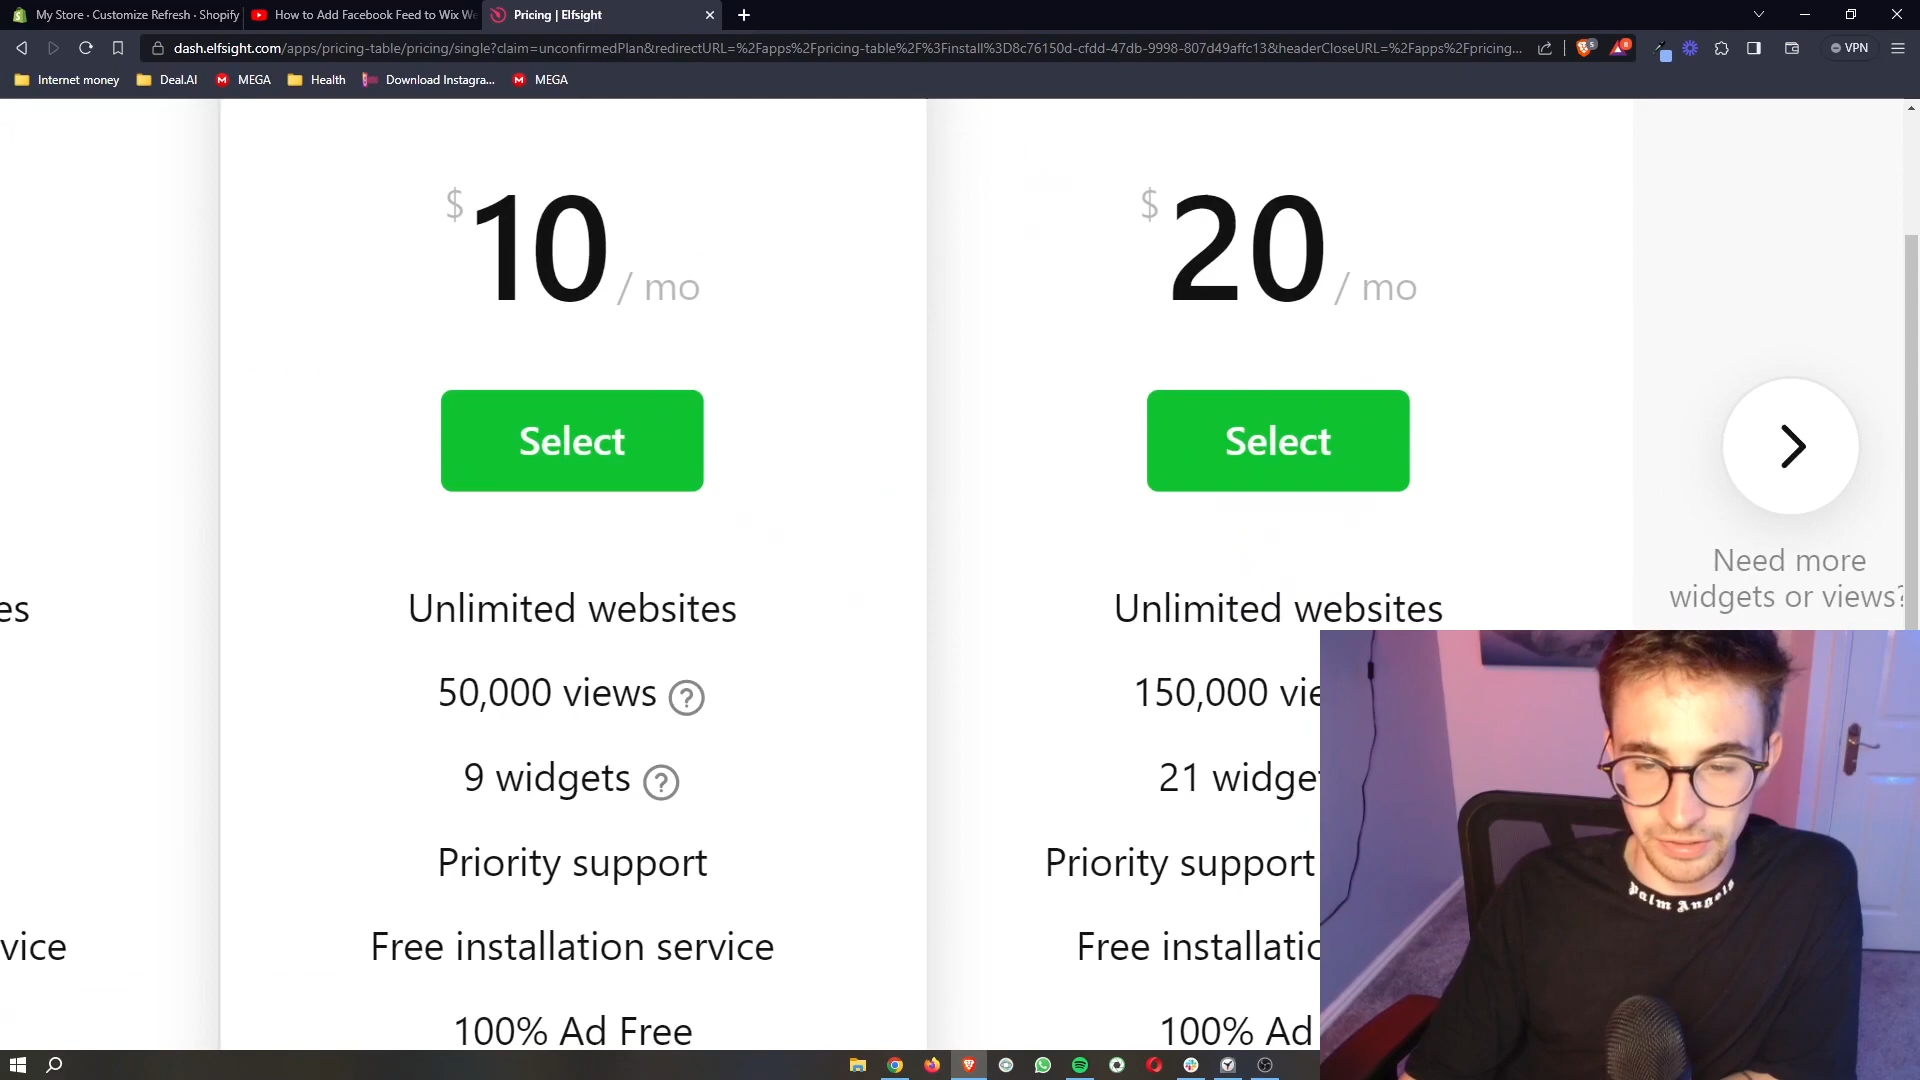 My Store · Customize Refresh · Shopify
How to Add Facebook Feed to Wix We
Pricing | Elfsight
dash.elfsight.com/apps/pricing-table/pricing/single?claim=unconfirmedPlan&redirectURL=%2Fapps%2Fpricing-table%2F%3Finstall%3D8c76150d-cfdd-47db-9998-807d49affc13&headerCloseURL=%2Fapps%2Fpricing...
VPN
Internet money
Deal.AI
MEGA
Health
Download Instagra...
MEGA
$10 / mo
$20 / mo
Select
Select
Need more
widgets or views?
es
Unlimited websites
Unlimited websites
50,000 views
150,000 vie
9 widgets
21 widge
Priority support
Priority support
vice
Free installation service
Free installatio
100% Ad Free
100% Ad
Palm Angels